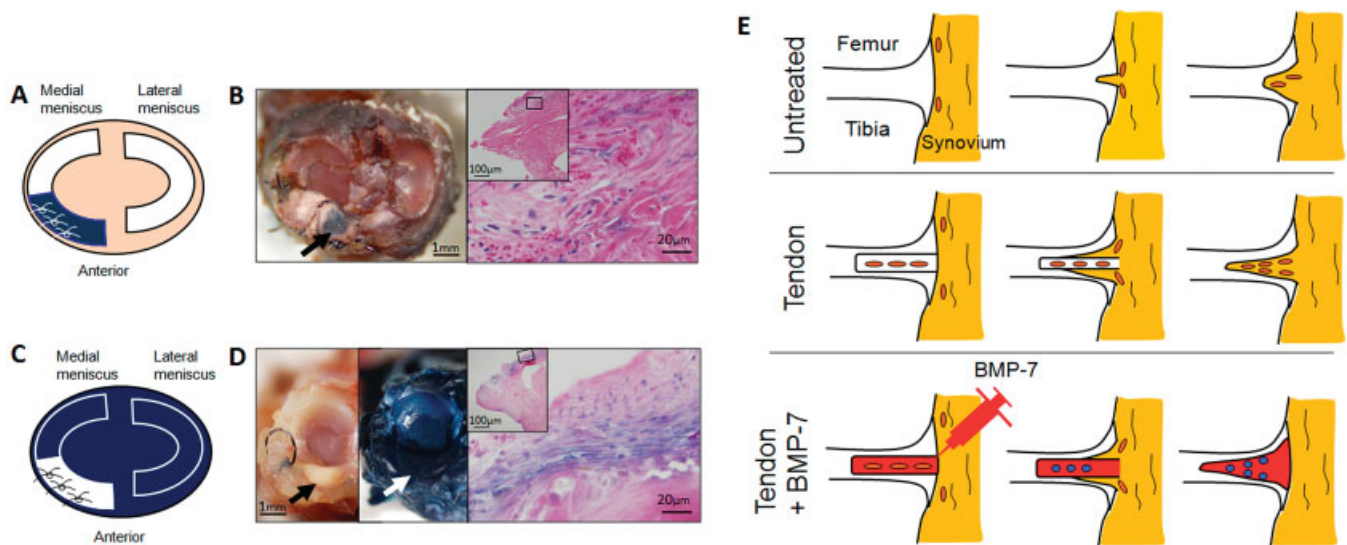 A
Medial
meniscus
Lateral
meniscus
Anterior
B
1mm
100μm
20μm
C
Medial
meniscus
Lateral
meniscus
Anterior
D
1mm
100μm
20μm
E
Untreated
Femur
Tibia
Synovium
Tendon
Tendon
+ BMP-7
BMP-7